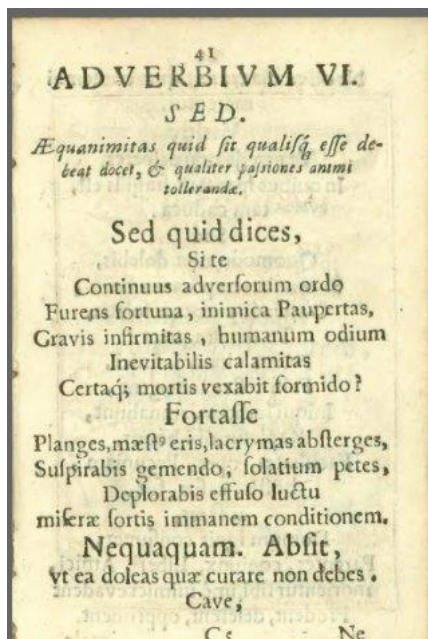 41
ADVERBIVM VI.
SED.
Æquanimitas quid ſit qualiſq́; eſſe de-
beat docet, & qualiter paſsiones animi
tollerandæ.
Sed quid dices,
Si te
Continuus adverſorum ordo
Furens fortuna, inimica Paupertas,
Gravis infirmitas, humanum odium
Inevitabilis calamitas
Certaq́; mortis vexabit formido?
Fortaſſe
Planges, mæſtꝰ eris, lacrymas abſterges,
Suſpirabis gemendo, ſolatium petes,
Deplorabis effuſo luctu
miſeræ ſortis immanem conditionem.
Nequaquam. Abſit,
vt ea doleas quæ curare non debes.
Cave,
C 5 Ne